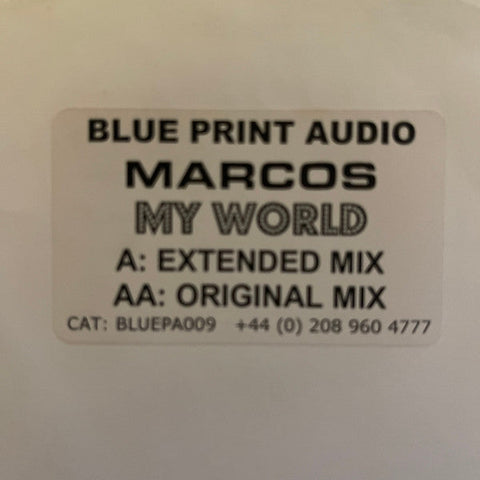 BLUE PRINT AUDIO
MARCOS
MY WORLD
A: EXTENDED MIX
AA: ORIGINAL MIX
CAT: BLUEPA009 +44 (0) 208 960 4777